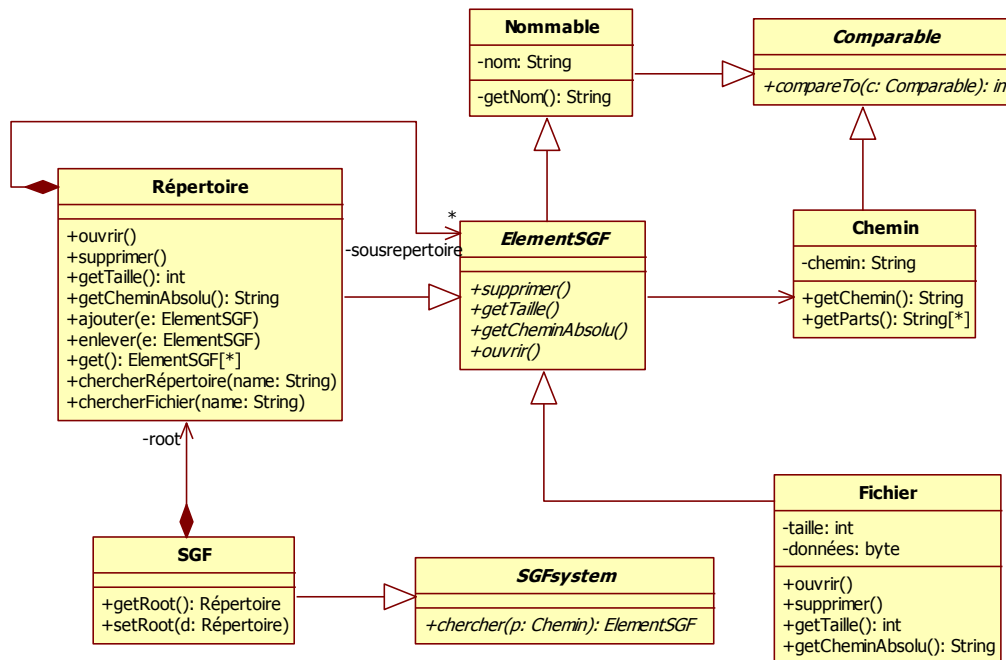 Nommable
-nom: String
-getNom(): String
Comparable
+compareTo(c: Comparable): in
Répertoire
+ouvrir()
+supprimer()
+getTaille(): int
+getCheminAbsolu(): String
+ajouter(e: ElementSGF)
+enlever(e: ElementSGF)
+get(): ElementSGF[*]
+chercherRépertoire(name: String)
+chercherFichier(name: String)
*
-sousrepertoire
ElementSGF
+supprimer()
+getTaille()
+getCheminAbsolu()
+ouvrir()
Chemin
-chemin: String
+getChemin(): String
+getParts(): String[*]
-root
SGF
+getRoot(): Répertoire
+setRoot(d: Répertoire)
SGFsystem
+chercher(p: Chemin): ElementSGF
Fichier
-taille: int
-données: byte
+ouvrir()
+supprimer()
+getTaille(): int
+getCheminAbsolu(): String